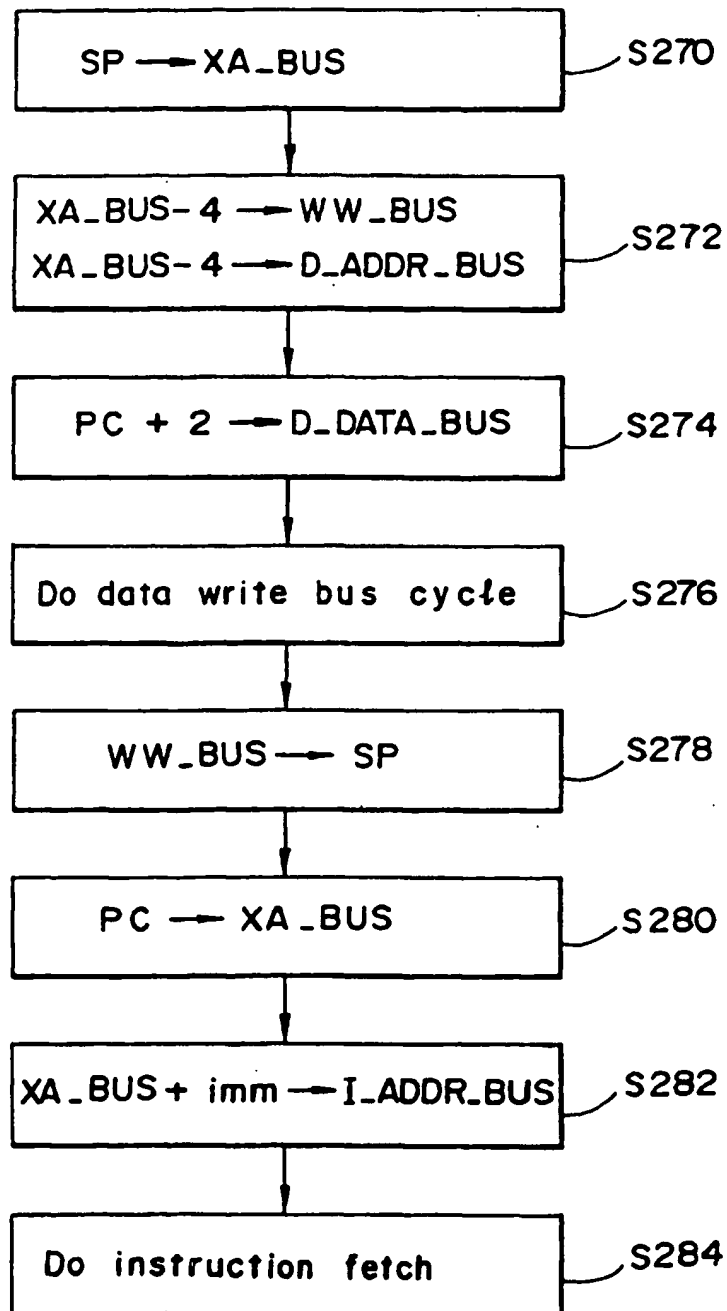 SP → XA_BUS
S270
XA_BUS-4 → WW_BUS
XA_BUS-4 → D_ADDR_BUS
S272
PC + 2 → D_DATA_BUS
S274
Do data write bus cycle
S276
WW_BUS → SP
S278
PC → XA_BUS
S280
XA_BUS + imm → I_ADDR_BUS
S282
Do instruction fetch
S284